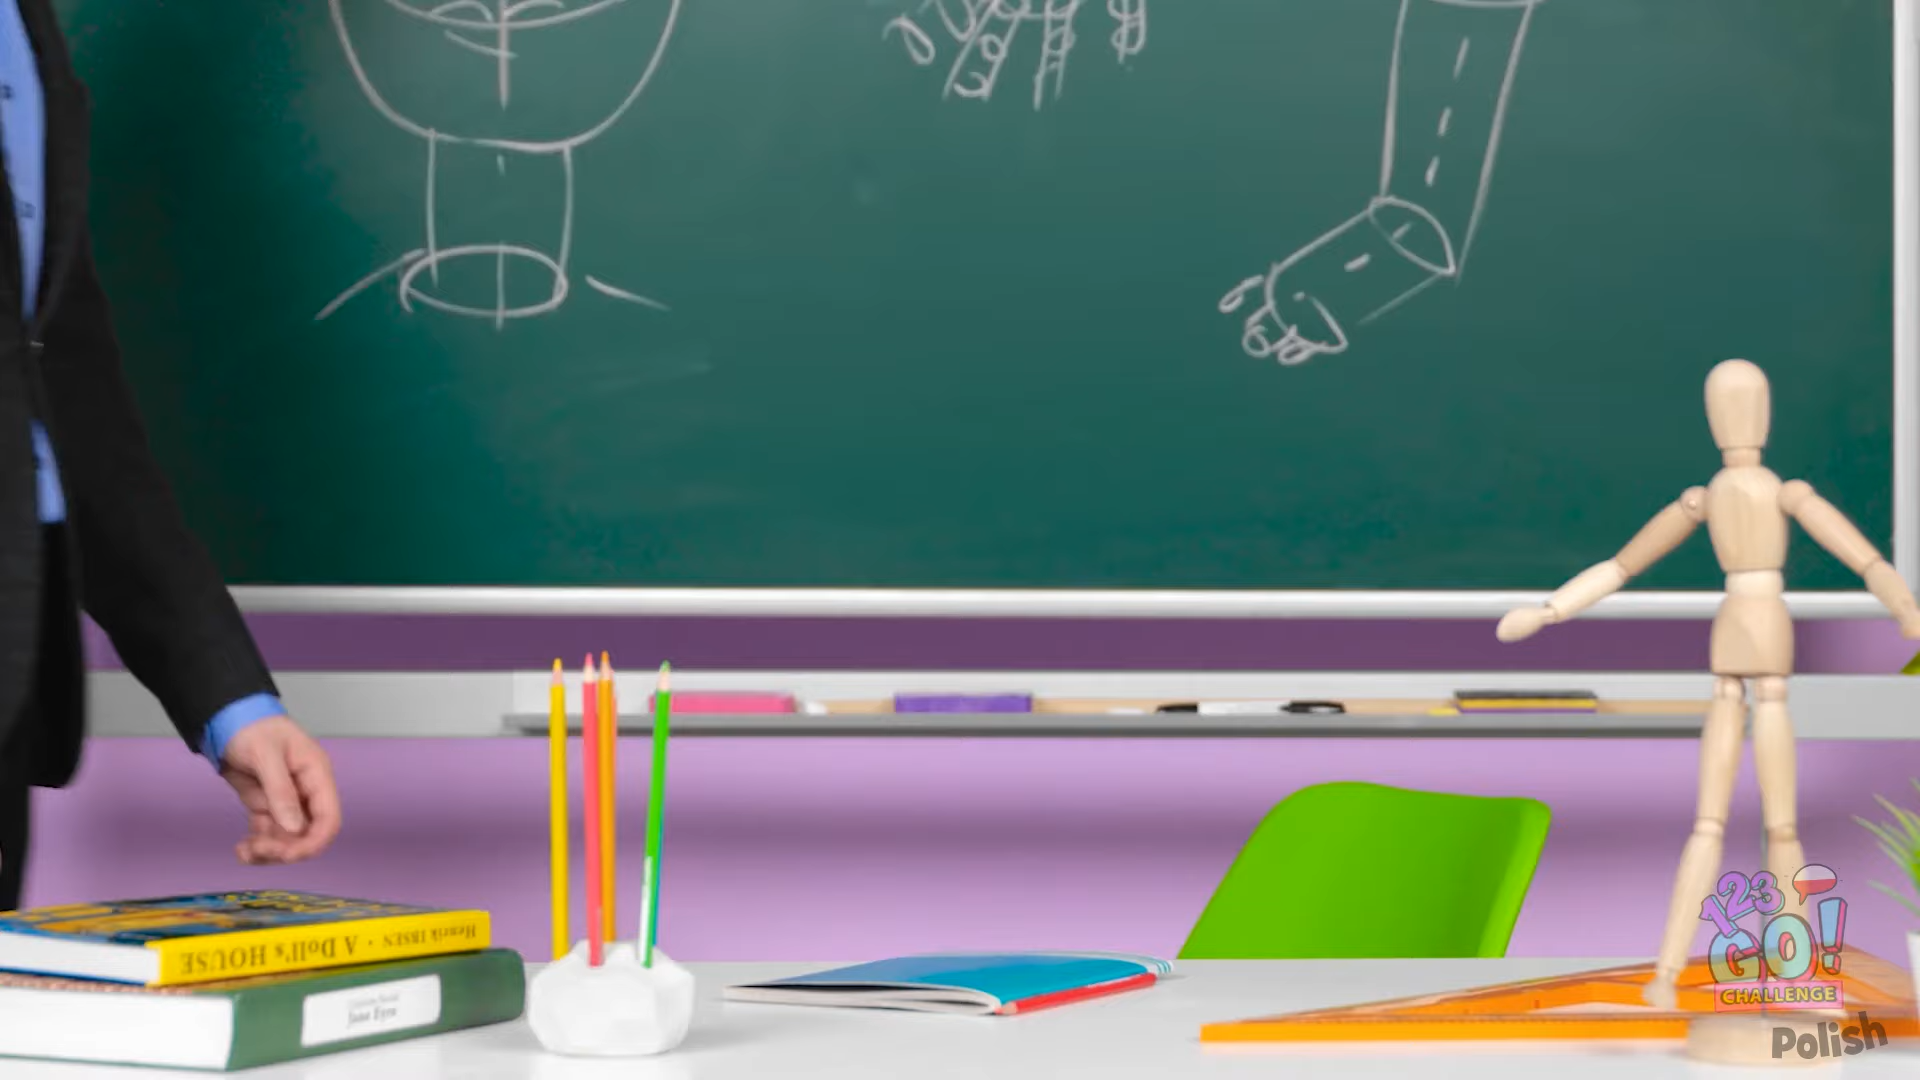 Henrik IBSEN · A Doll's HOUSE
Jane Eyre
123
GO!
CHALLENGE
Polish